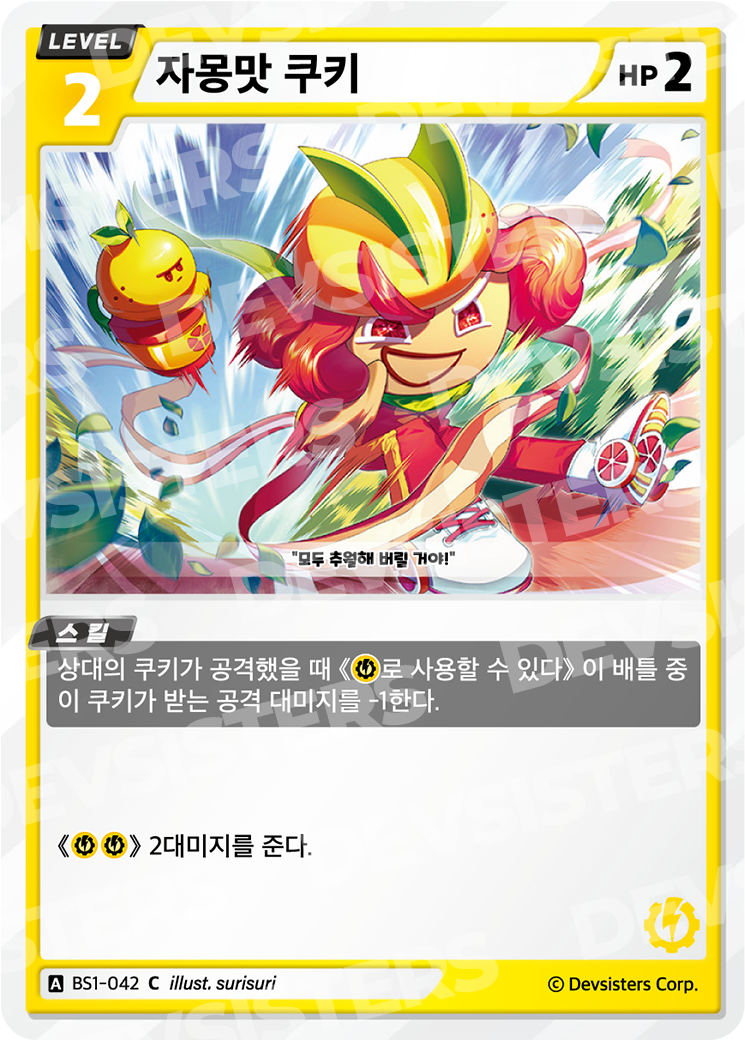 LEVEL
2
자몽맛 쿠키
HP 2
"모두 추월해 버릴 거야!"
스킬
상대의 쿠키가 공격했을 때 《로 사용할 수 있다》 이 배틀 중
이 쿠키가 받는 공격 대미지를 -1한다.
《》 2대미지를 준다.
A BS1-042 C illust. surisuri
© Devsisters Corp.
DEVSISTERS